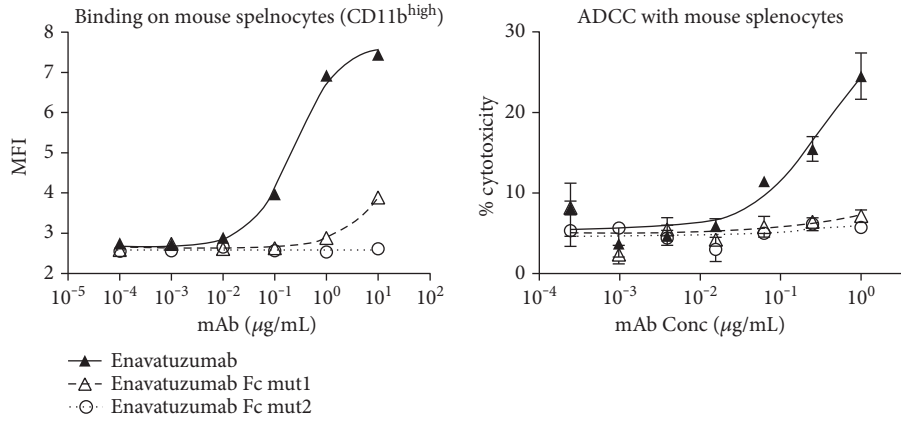 Binding on mouse spelnocytes (CD11b^high)
8
7
6
5
4
3
2
MFI
10^−5 10^−4 10^−3 10^−2 10^−1 10^0 10^1 10^2
mAb (μg/mL)
ADCC with mouse splenocytes
30
20
10
0
% cytotoxicity
10^−4 10^−3 10^−2 10^−1 10^0
mAb Conc (μg/mL)
Enavatuzumab
Enavatuzumab Fc mut1
Enavatuzumab Fc mut2